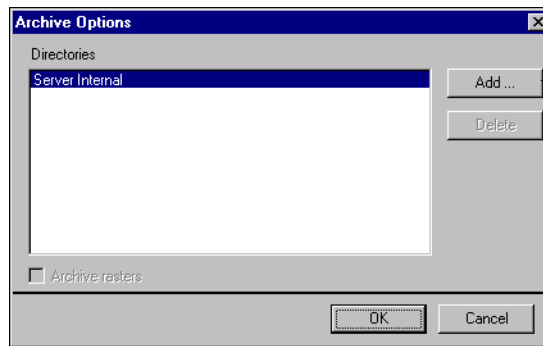 Archive Options
Directories
Server Internal
Add ...
Delete
Archive rasters
OK
Cancel